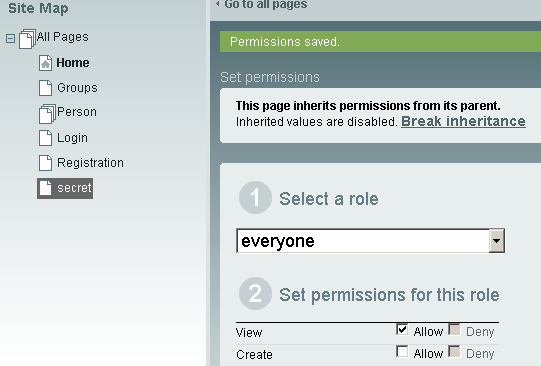 Site Map
Go to all pages
All Pages
Home
Groups
Person
Login
Registration
secret
Permissions saved.
Set permissions
This page inherits permissions from its parent.
Inherited values are disabled. Break inheritance
1 Select a role
everyone
2 Set permissions for this role
View Allow Deny
Create Allow Deny